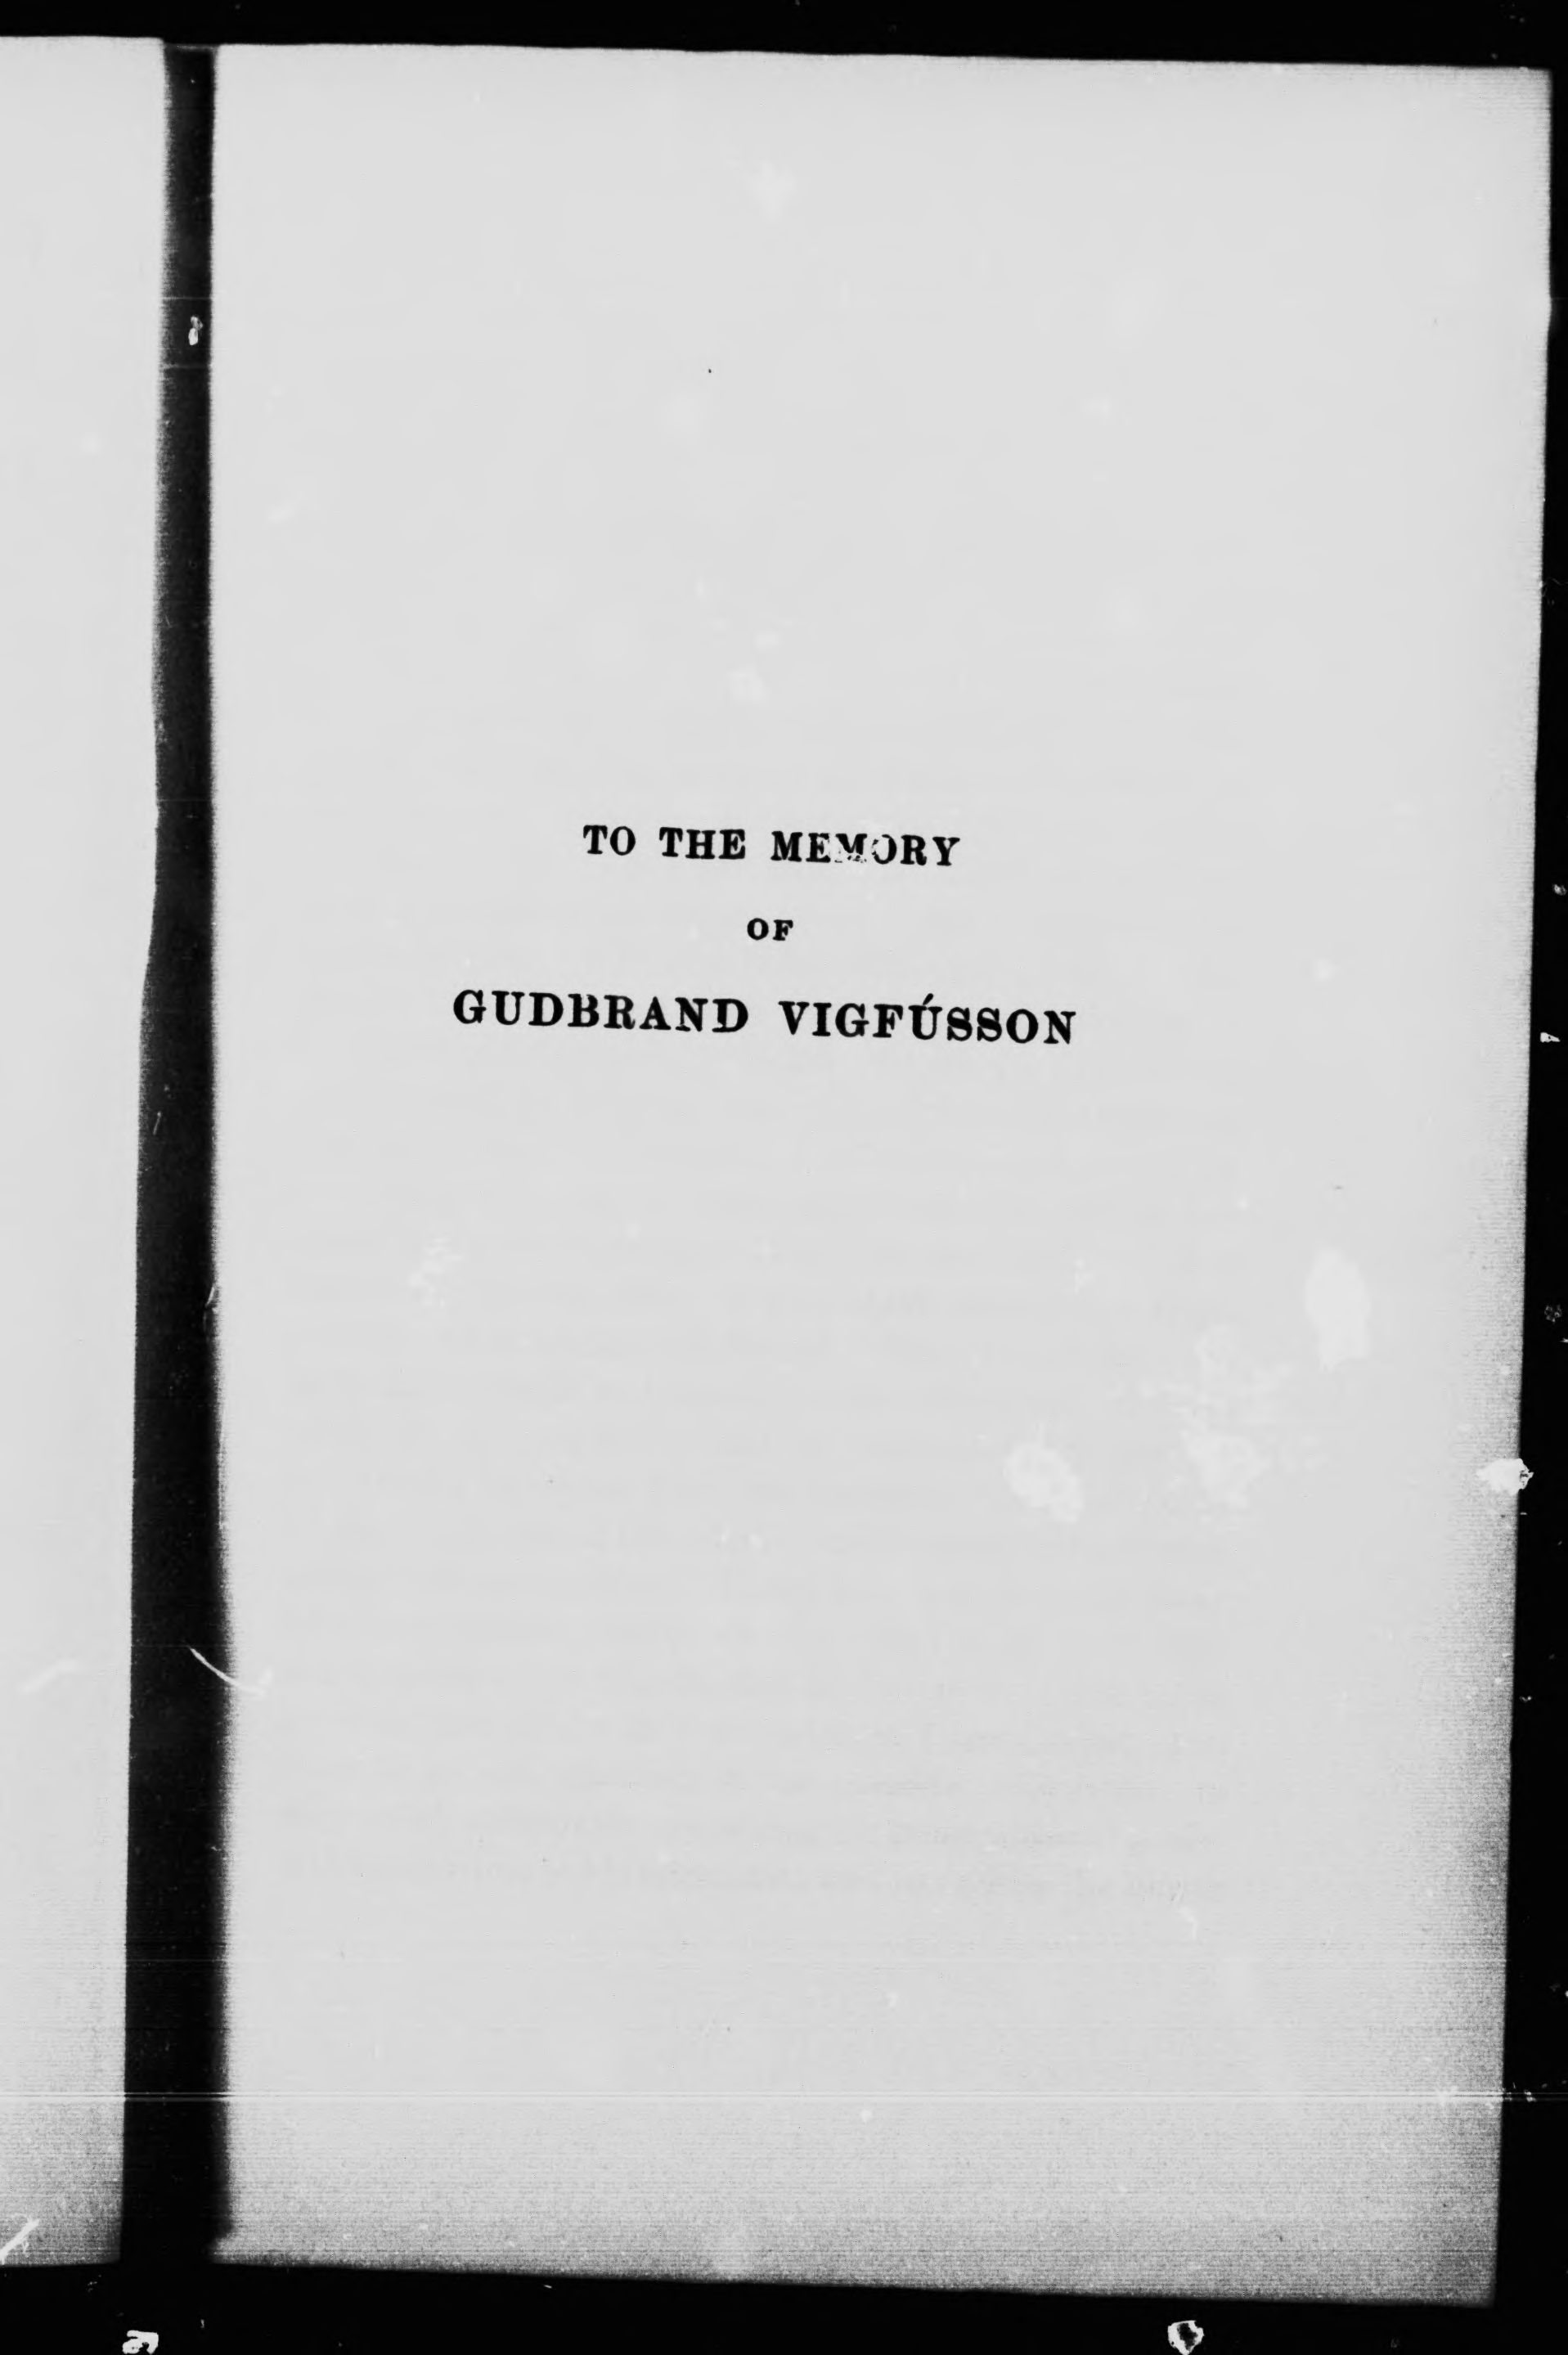 TO THE MEMORY
OF
GUDBRAND VIGFÚSSON